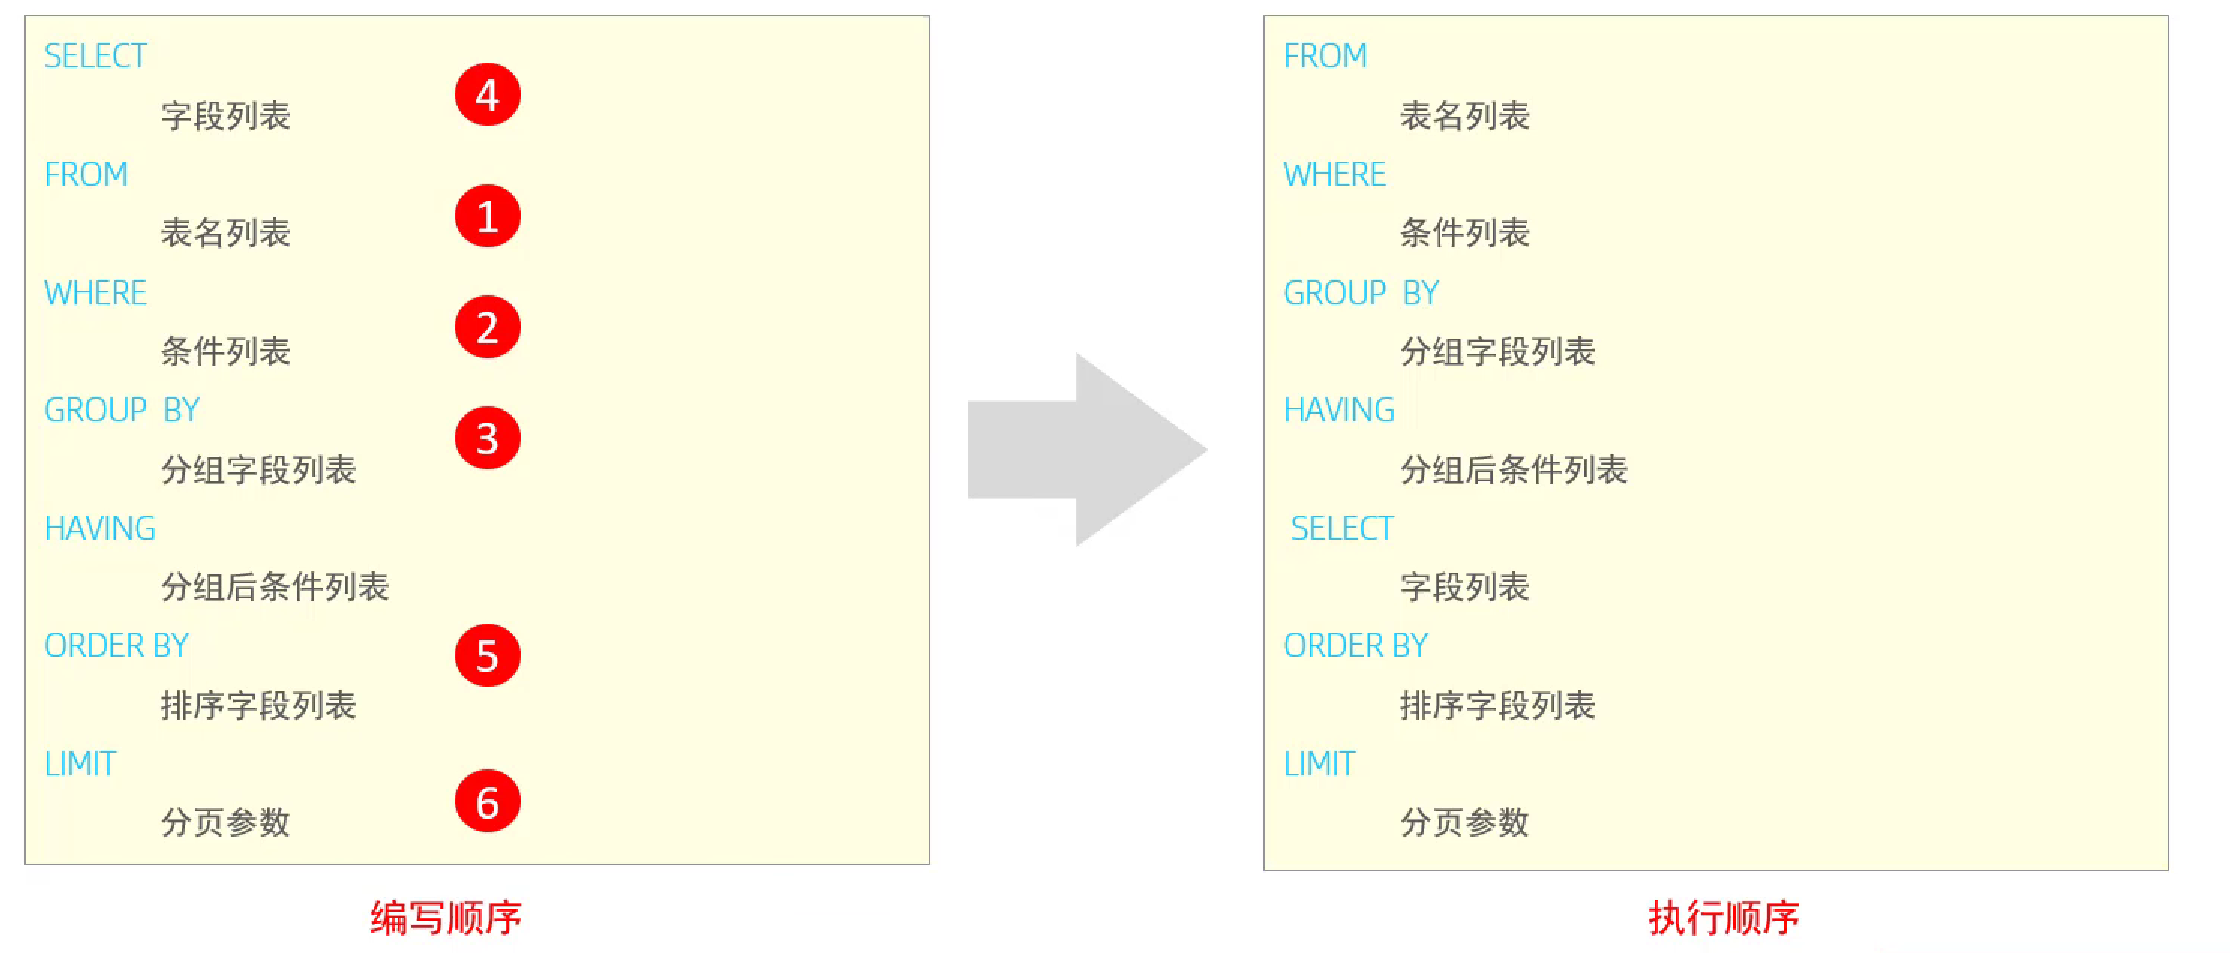 SELECT
字段列表
4
FROM
表名列表
1
WHERE
条件列表
2
GROUP  BY
分组字段列表
3
HAVING
分组后条件列表
ORDER BY
排序字段列表
5
LIMIT
分页参数
6
编写顺序
FROM
表名列表
WHERE
条件列表
GROUP  BY
分组字段列表
HAVING
分组后条件列表
SELECT
字段列表
ORDER BY
排序字段列表
LIMIT
分页参数
执行顺序